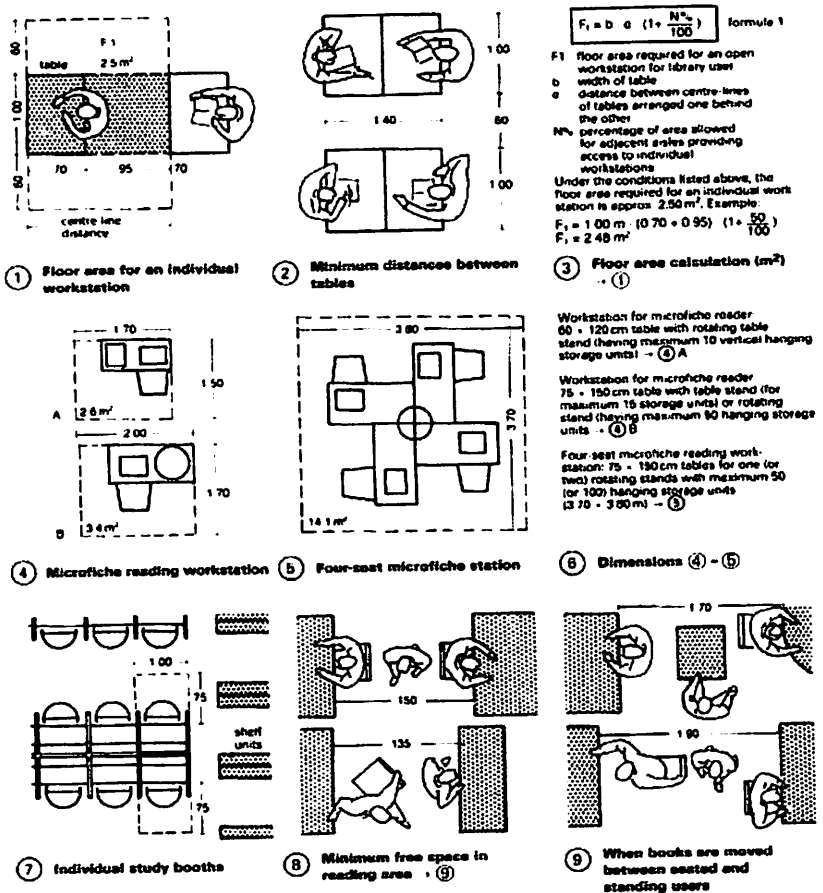 60
1 00
60
F1
table
2.5 m²
70
95
70
centre line
distance
1 Floor area for an individual
workstation
1 00
1 40
60
1 00
2 Minimum distances between
tables
F₁ = b · a (1+ N%/100) formule 1
F1 floor area required for an open
workstation for library user
b width of table
a distance between centre-lines
of tables arranged one behind
the other
N% percentage of area allowed
for adjacent aisles providing
access to individual
workstations
Under the conditions listed above, the
floor area required for an individual work
station is approx 2.50 m². Example:
F₁ = 1 00 m · (0 70 + 0 95) (1+ 50/100)
F₁ = 2 48 m²
3 Floor area calculation (m²)
→ 1
1 70
1 50
A
2 6 m²
2 00
1 70
B
3 4 m²
4 Microfiche reading workstation
3 80
3 70
14 1 m²
5 Four-seat microfiche station
Workstation for microfiche reader
60 × 120 cm table with rotating table
stand (having maximum 10 vertical hanging
storage units) → 4 A
Workstation for microfiche reader
75 × 150 cm table with table stand (for
maximum 15 storage units) or rotating
stand (having maximum 50 hanging storage
units → 4 B
Four-seat microfiche reading work-
station: 75 × 150 cm tables for one (or
two) rotating stands with maximum 50
(or 100) hanging storage units
(3 70 × 3 80 m) → 5
6 Dimensions 4 – 5
1 00
75
shelf
units
75
7 Individual study booths
150
135
8 Minimum free space in
reading area → 9
1 70
1 90
9 When books are moved
between seated and
standing users